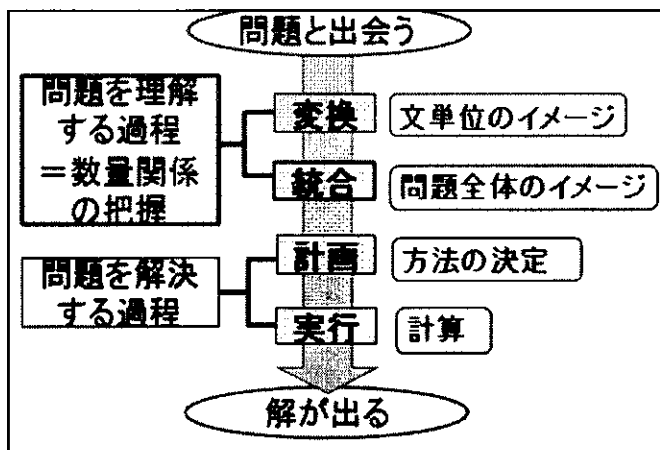 問題と出会う
問題を理解
する過程
＝数量関係
の把握
変換
文単位のイメージ
統合
問題全体のイメージ
問題を解決
する過程
計画
方法の決定
実行
計算
解が出る